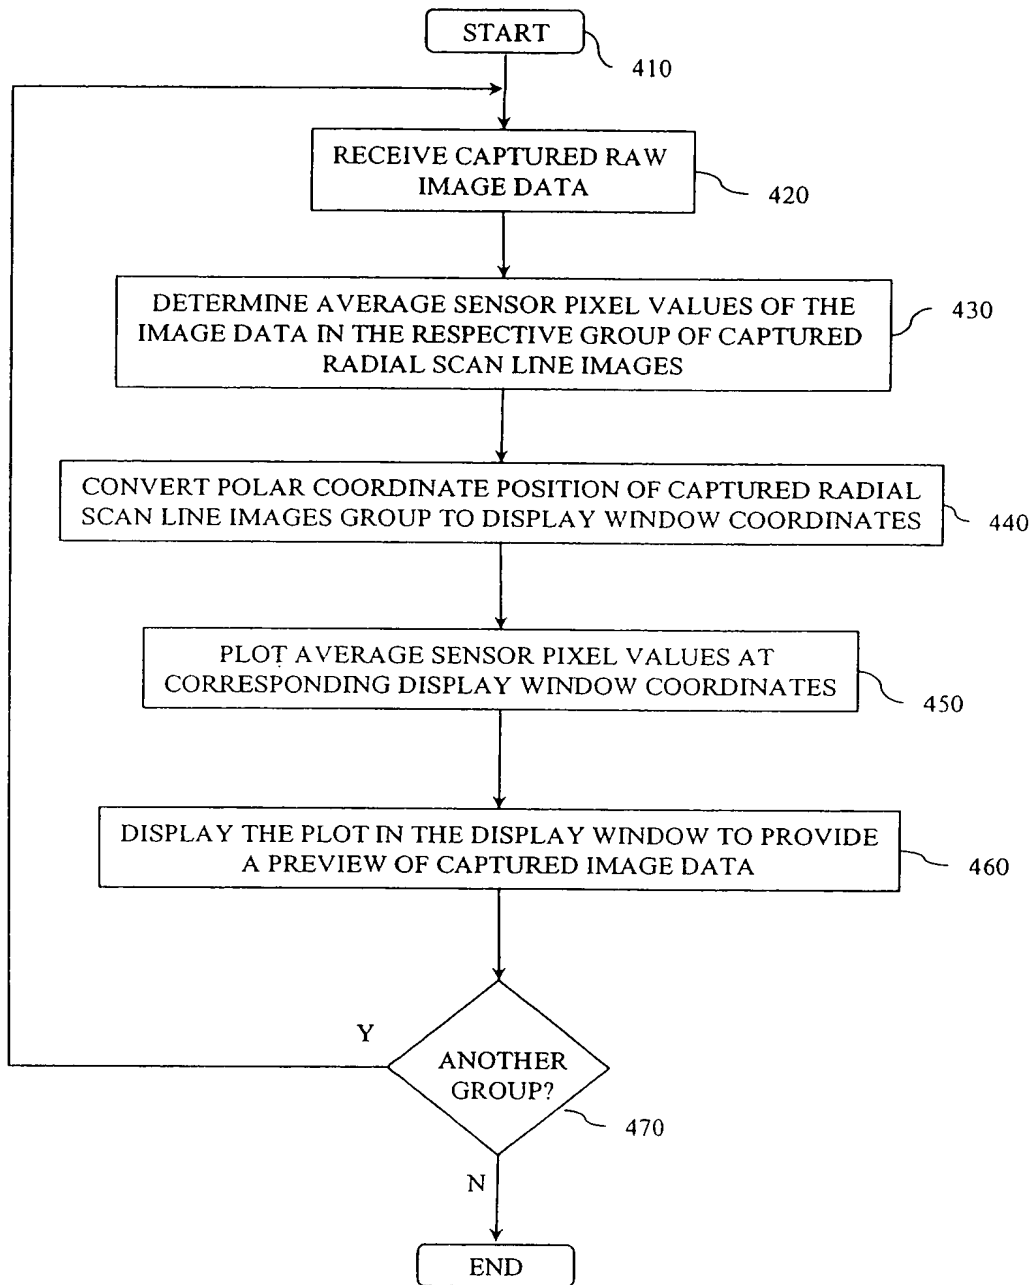 START
410
RECEIVE CAPTURED RAW
IMAGE DATA
420
DETERMINE AVERAGE SENSOR PIXEL VALUES OF THE
IMAGE DATA IN THE RESPECTIVE GROUP OF CAPTURED
RADIAL SCAN LINE IMAGES
430
CONVERT POLAR COORDINATE POSITION OF CAPTURED RADIAL
SCAN LINE IMAGES GROUP TO DISPLAY WINDOW COORDINATES
440
PLOT AVERAGE SENSOR PIXEL VALUES AT
CORRESPONDING DISPLAY WINDOW COORDINATES
450
DISPLAY THE PLOT IN THE DISPLAY WINDOW TO PROVIDE
A PREVIEW OF CAPTURED IMAGE DATA
460
Y
ANOTHER
GROUP?
470
N
END